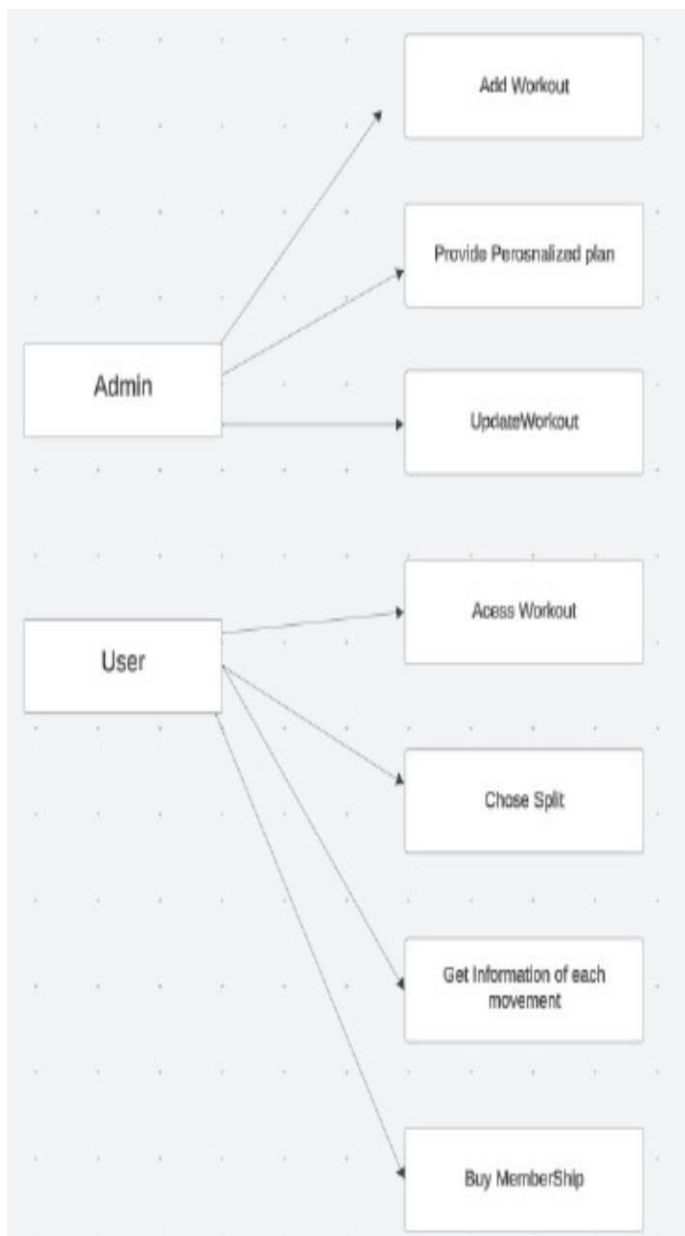 Add Workout
Provide Perosnalized plan
Admin
UpdateWorkout
Acess Workout
User
Chose Split
Get Information of each
movement
Buy MemberShip